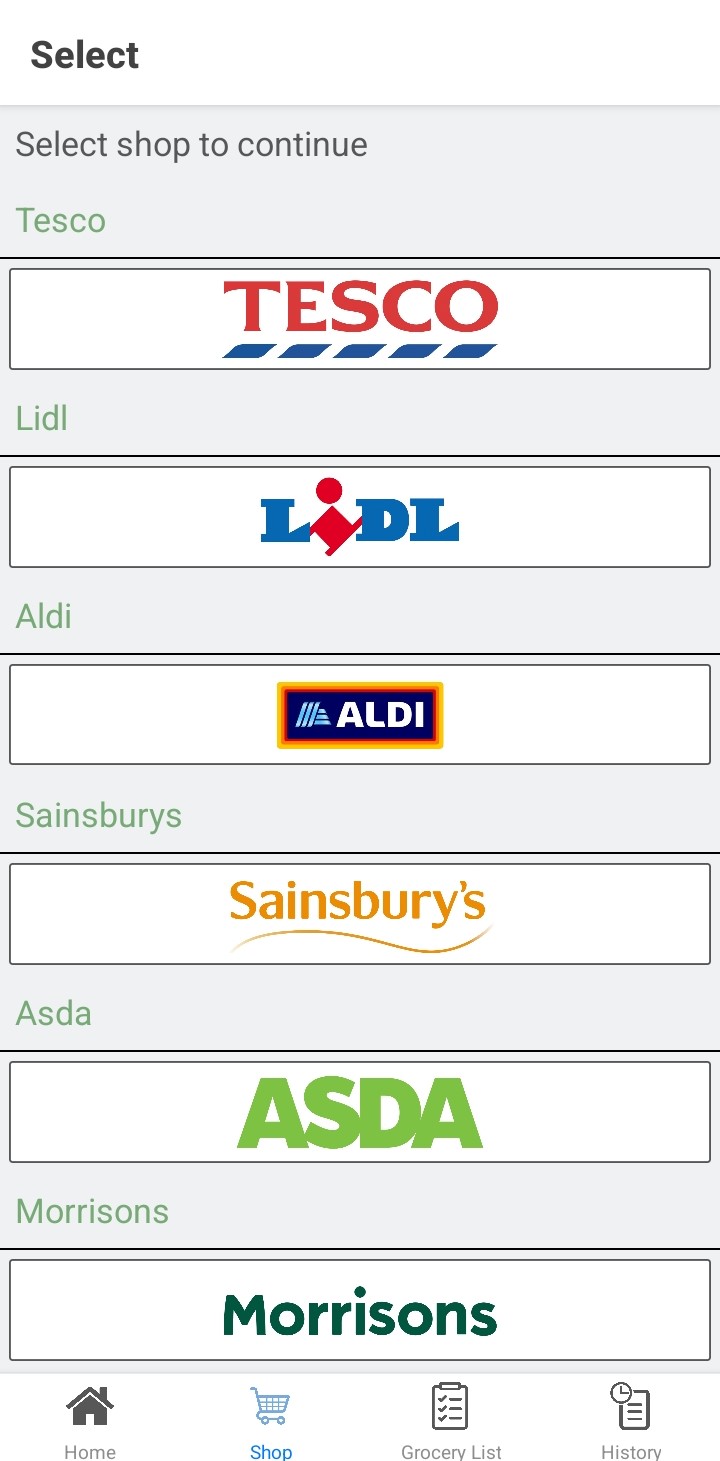 Select
Select shop to continue
Tesco
TESCO
Lidl
LiDL
Aldi
ALDI
Sainsburys
Sainsbury's
Asda
ASDA
Morrisons
Morrisons
Home
Shop
Grocery List
History